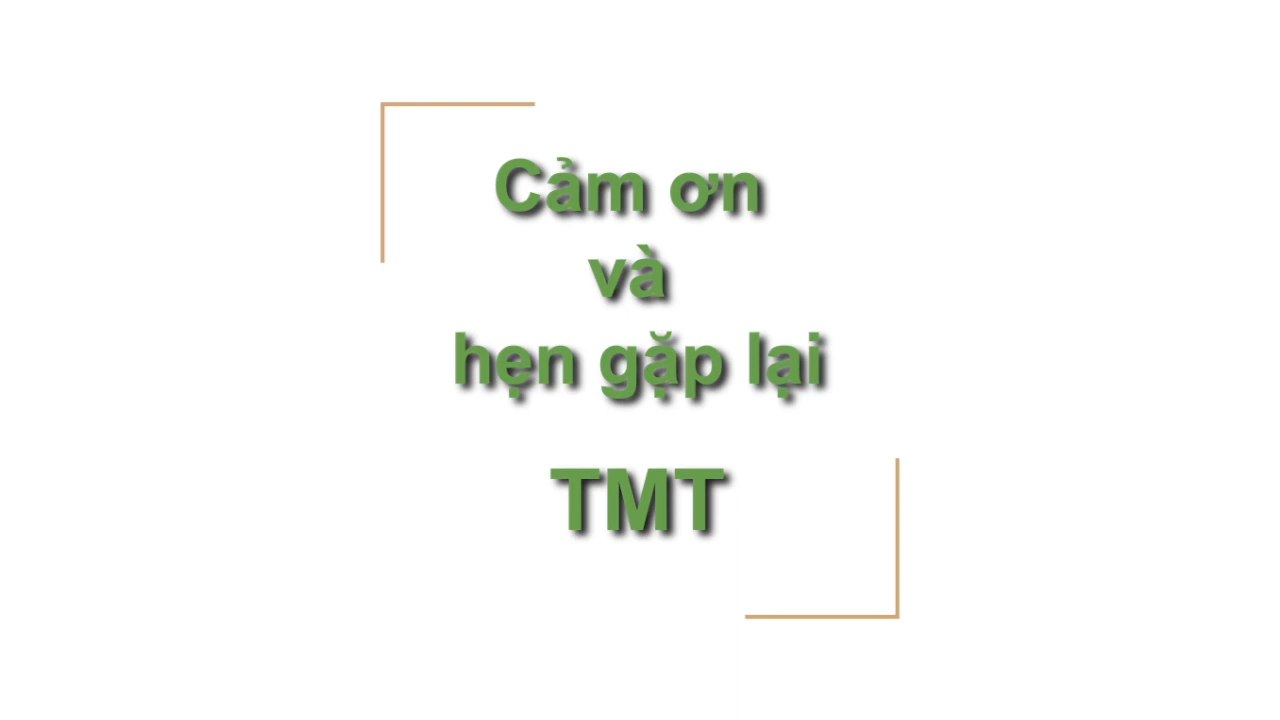 Cảm ơn
và
hẹn gặp lại
TMT